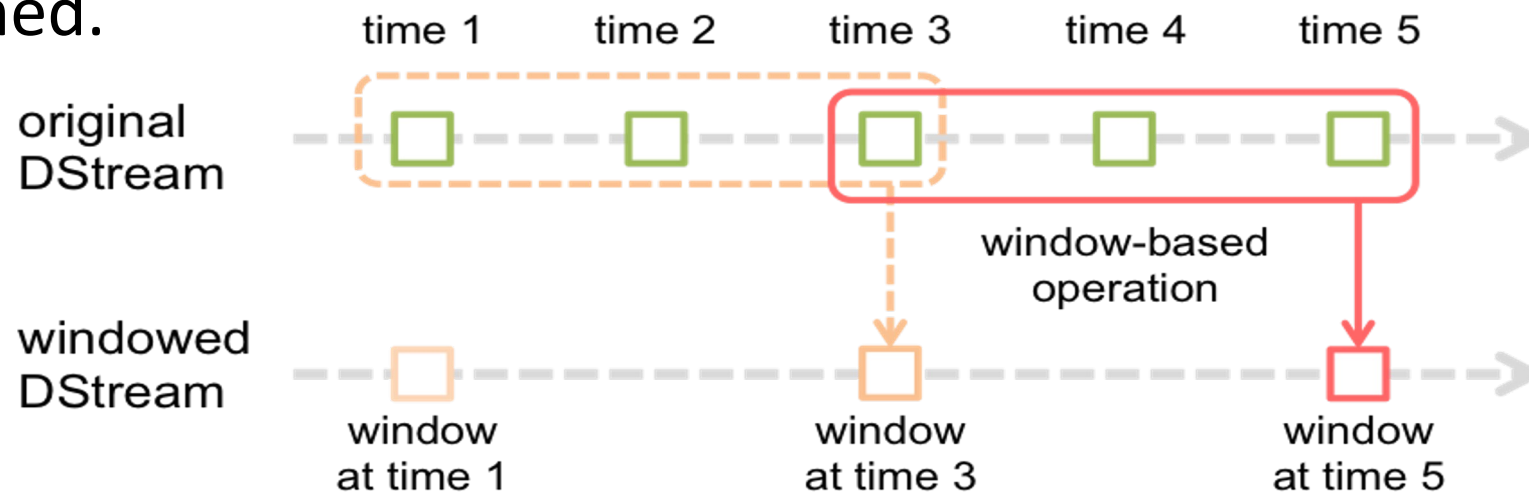 time 1
time 2
time 3
time 4
time 5
original
DStream
window-based
operation
windowed
DStream
window
at time 1
window
at time 3
window
at time 5